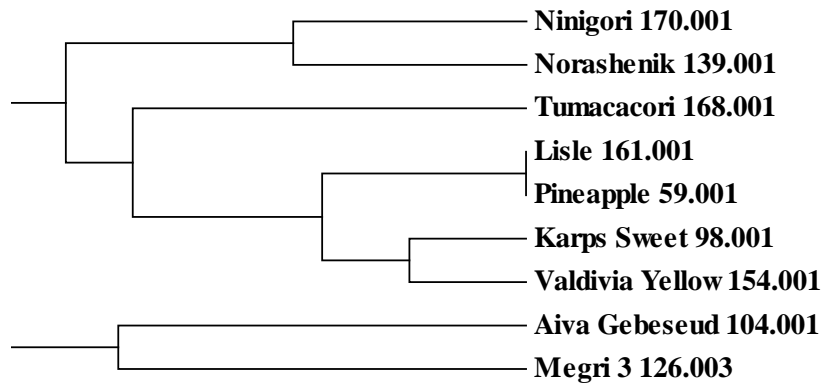 Ninigori 170.001
Norashenik 139.001
Tumacacori 168.001
Lisle 161.001
Pineapple 59.001
Karps Sweet 98.001
Valdivia Yellow 154.001
Aiva Gebeseud 104.001
Megri 3 126.003